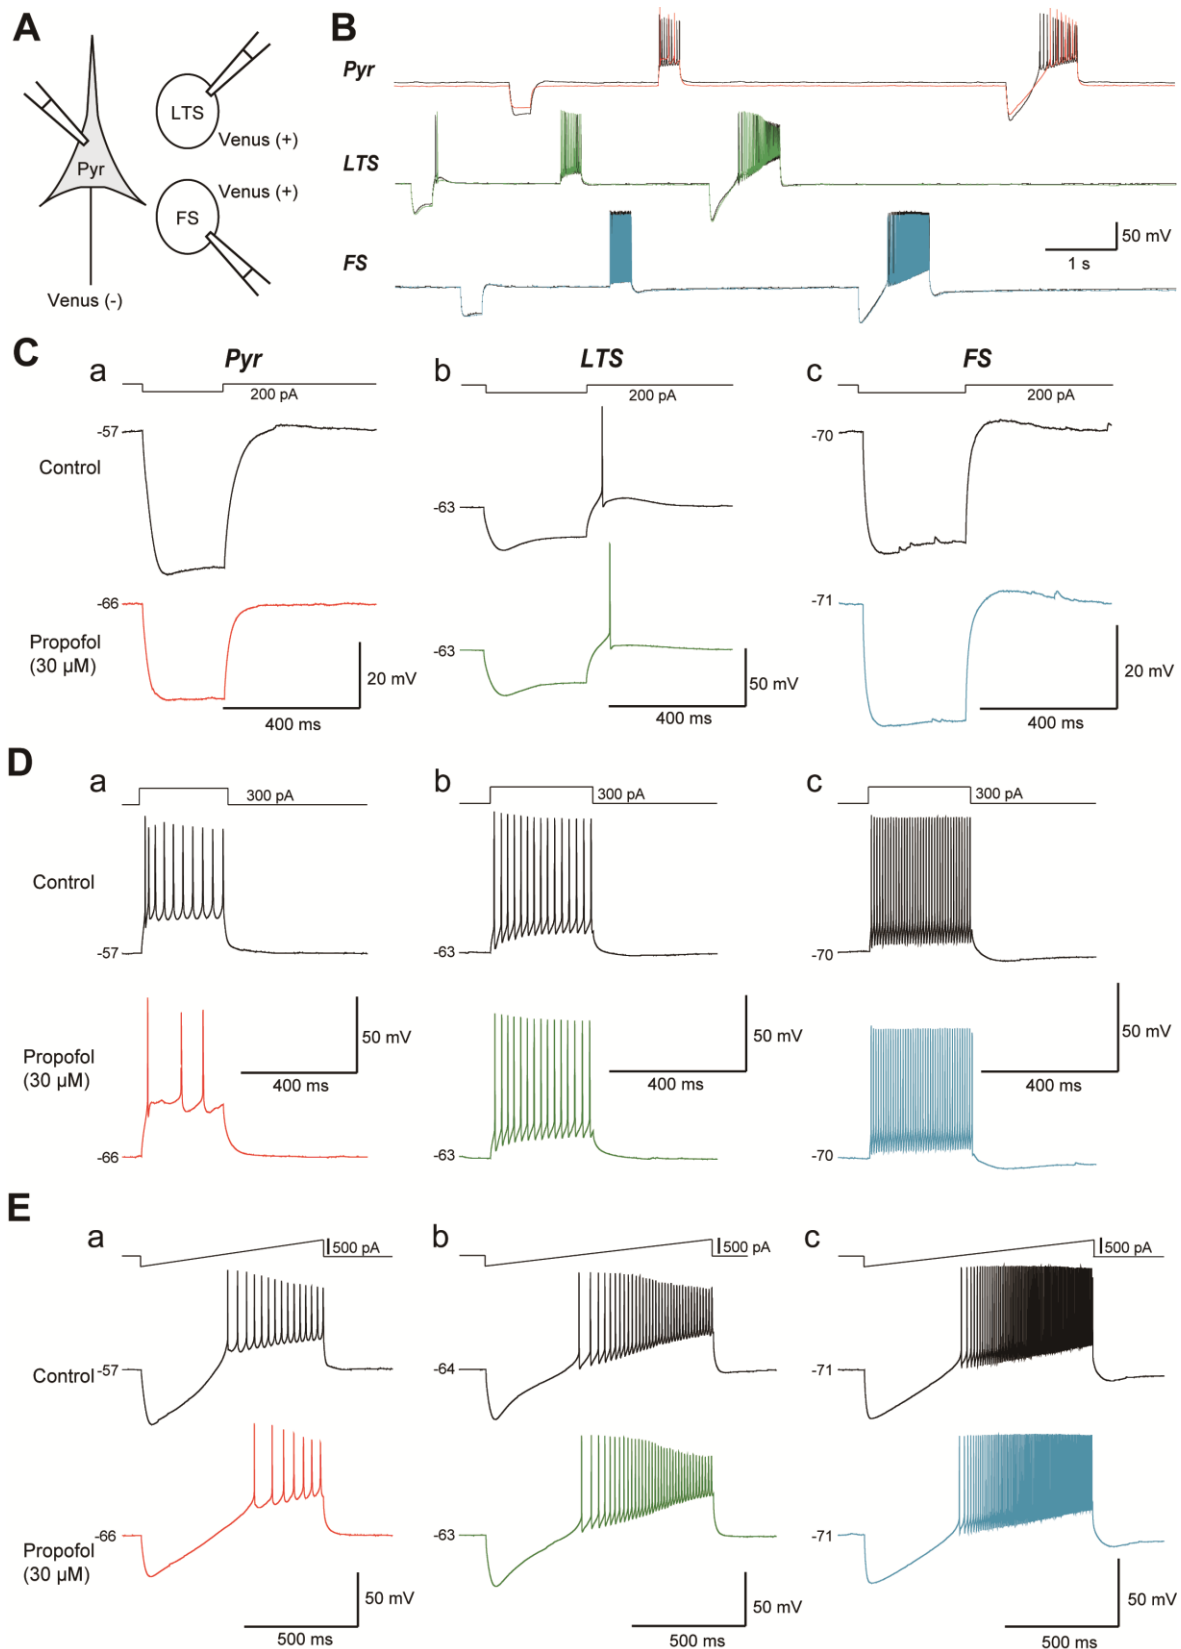 A
LTS
Venus (+)
Pyr
Venus (+)
FS
Venus (-)
B
Pyr
LTS
FS
50 mV
1 s
C
Pyr
LTS
FS
a
b
c
200 pA
200 pA
200 pA
-57
Control
-63
-70
-66
Propofol
(30 µM)
-63
-71
20 mV
400 ms
50 mV
400 ms
20 mV
400 ms
D
a
b
c
300 pA
300 pA
300 pA
Control
-57
-63
-70
50 mV
400 ms
50 mV
400 ms
50 mV
400 ms
Propofol
(30 µM)
-66
-63
-70
E
a
b
c
500 pA
500 pA
500 pA
Control
-57
-64
-71
-66
Propofol
(30 µM)
-63
-71
50 mV
500 ms
50 mV
500 ms
50 mV
500 ms